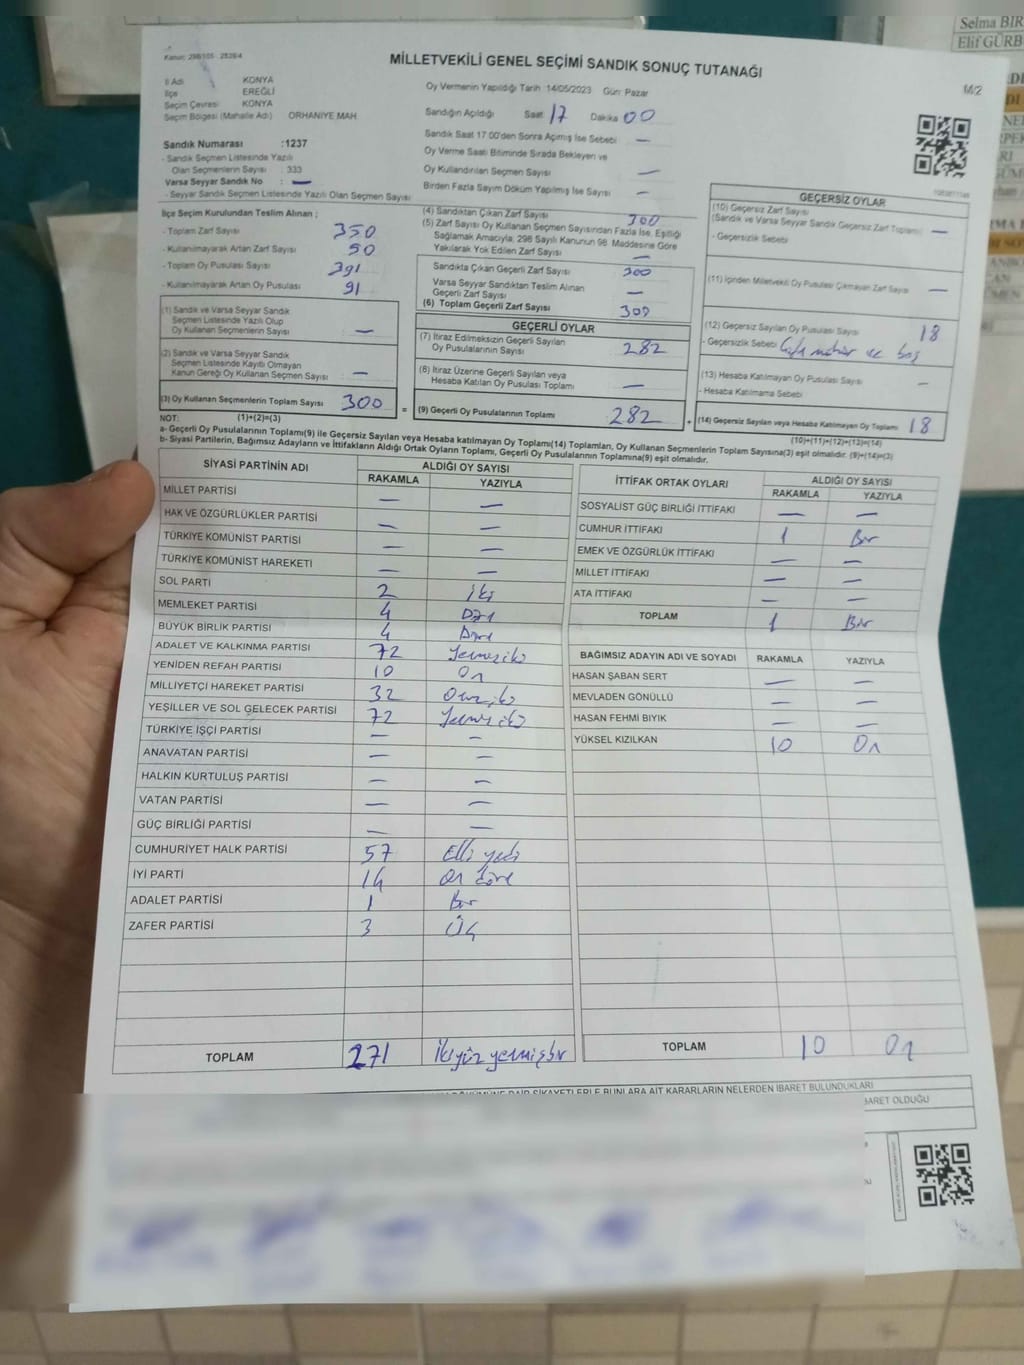 Selma BIR
Elif GÜRB
MİLLETVEKİLİ GENEL SEÇİMİ SANDIK SONUÇ TUTANAĞI
M/2
İl Adı KONYA
İlçe EREĞLİ
Seçim Çevresi KONYA
Seçim Bölgesi (Mahalle Adı) ORHANİYE MAH.
Sandık Numarası :1237
- Sandık Seçmen Listesinde Yazılı
Olan Seçmenlerin Sayısı : 333
Varsa Seyyar Sandık No : —
- Seyyar Sandık Seçmen Listesinde Yazılı Olan Seçmen Sayısı
Oy Vermenin Yapıldığı Tarih 14/05/2023 Gün: Pazar
Sandığın Açıldığı Saat 17 Dakika 00
Sandık Saat 17:00'den Sonra Açılmış İse Sebebi —
Oy Verme Saati Bitiminde Sırada Bekleyen ve
Oy Kullandırılan Seçmen Sayısı —
Birden Fazla Sayım Döküm Yapılmış İse Sayısı —
İlçe Seçim Kurulundan Teslim Alınan ;
- Toplam Zarf Sayısı 350
- Kullanılmayarak Artan Zarf Sayısı 50
- Toplam Oy Pusulası Sayısı 391
- Kullanılmayarak Artan Oy Pusulası 91
(1) Sandık ve Varsa Seyyar Sandık
Seçmen Listesinde Yazılı Olup
Oy Kullanan Seçmenlerin Sayısı —
(2) Sandık ve Varsa Seyyar Sandık
Seçmen Listesinde Kayıtlı Olmayan
Kanun Gereği Oy Kullanan Seçmen Sayısı —
(3) Oy Kullanan Seçmenlerin Toplam Sayısı 300
(4) Sandıktan Çıkan Zarf Sayısı 300
(5) Zarf Sayısı Oy Kullanan Seçmen Sayısından Fazla İse, Eşitliği
Sağlamak Amacıyla, 298 Sayılı Kanunun 98. Maddesine Göre
Yakılarak Yok Edilen Zarf Sayısı —
Sandıkta Çıkan Geçerli Zarf Sayısı 300
Varsa Seyyar Sandıktan Teslim Alınan
Geçerli Zarf Sayısı —
(6) Toplam Geçerli Zarf Sayısı 300
GEÇERLİ OYLAR
(7) İtiraz Edilmeksizin Geçerli Sayılan
Oy Pusulalarının Sayısı 282
(8) İtiraz Üzerine Geçerli Sayılan veya
Hesaba Katılan Oy Pusulası Toplamı —
= (9) Geçerli Oy Pusulalarının Toplamı 282
GEÇERSİZ OYLAR
(10) Geçersiz Zarf Sayısı
(Sandık ve Varsa Seyyar Sandık Geçersiz Zarf Toplamı) —
- Geçersizlik Sebebi
(11) İçinden Milletvekili Oy Pusulası Çıkmayan Zarf Sayısı —
(12) Geçersiz Sayılan Oy Pusulası Sayısı 18
- Geçersizlik Sebebi Çift mühür ve boş
(13) Hesaba Katılmayan Oy Pusulası Sayısı —
- Hesaba Katılmama Sebebi
+ (14) Geçersiz Sayılan veya Hesaba Katılmayan Oy Toplamı 18
NOT: (1)+(2)=(3)
(10)+(11)+(12)+(13)=(14)
a- Geçerli Oy Pusulalarının Toplamı(9) ile Geçersiz Sayılan veya Hesaba katılmayan Oy Toplamı(14) Toplamları, Oy Kullanan Seçmenlerin Toplam Sayısına(3) eşit olmalıdır. (9)+(14)=(3)
b- Siyasi Partilerin, Bağımsız Adayların ve İttifakların Aldığı Ortak Oyların Toplamı, Geçerli Oy Pusulalarının Toplamına(9) eşit olmalıdır.
SİYASİ PARTİNİN ADI ALDIĞI OY SAYISI
RAKAMLA YAZIYLA
MİLLET PARTİSİ — —
HAK VE ÖZGÜRLÜKLER PARTİSİ — —
TÜRKİYE KOMÜNİST PARTİSİ — —
TÜRKİYE KOMÜNİST HAREKETİ — —
SOL PARTİ 2 iki
MEMLEKET PARTİSİ 4 Dört
BÜYÜK BİRLİK PARTİSİ 4 Dört
ADALET VE KALKINMA PARTİSİ 72 Yetmişiki
YENİDEN REFAH PARTİSİ 10 On
MİLLİYETÇİ HAREKET PARTİSİ 32 Otuziki
YEŞİLLER VE SOL GELECEK PARTİSİ 72 Yetmişiki
TÜRKİYE İŞÇİ PARTİSİ — —
ANAVATAN PARTİSİ — —
HALKIN KURTULUŞ PARTİSİ — —
VATAN PARTİSİ — —
GÜÇ BİRLİĞİ PARTİSİ — —
CUMHURİYET HALK PARTİSİ 57 Elli yedi
İYİ PARTİ 14 On dört
ADALET PARTİSİ 1 Bir
ZAFER PARTİSİ 3 Üç
TOPLAM 271 İkiyüz yetmişbir
İTTİFAK ORTAK OYLARI ALDIĞI OY SAYISI
RAKAMLA YAZIYLA
SOSYALİST GÜÇ BİRLİĞİ İTTİFAKI — —
CUMHUR İTTİFAKI 1 Bir
EMEK VE ÖZGÜRLÜK İTTİFAKI — —
MİLLET İTTİFAKI — —
ATA İTTİFAKI — —
TOPLAM 1 Bir
BAĞIMSIZ ADAYIN ADI VE SOYADI RAKAMLA YAZIYLA
HASAN ŞABAN SERT — —
MEVLADEN GÖNÜLLÜ — —
HASAN FEHMİ BIYIK — —
YÜKSEL KIZILKAN 10 On
TOPLAM 10 On
ŞİKAYETLERLE BUNLARA AİT KARARLARIN NELERDEN İBARET BULUNDUKLARI
BARET OLDUĞU